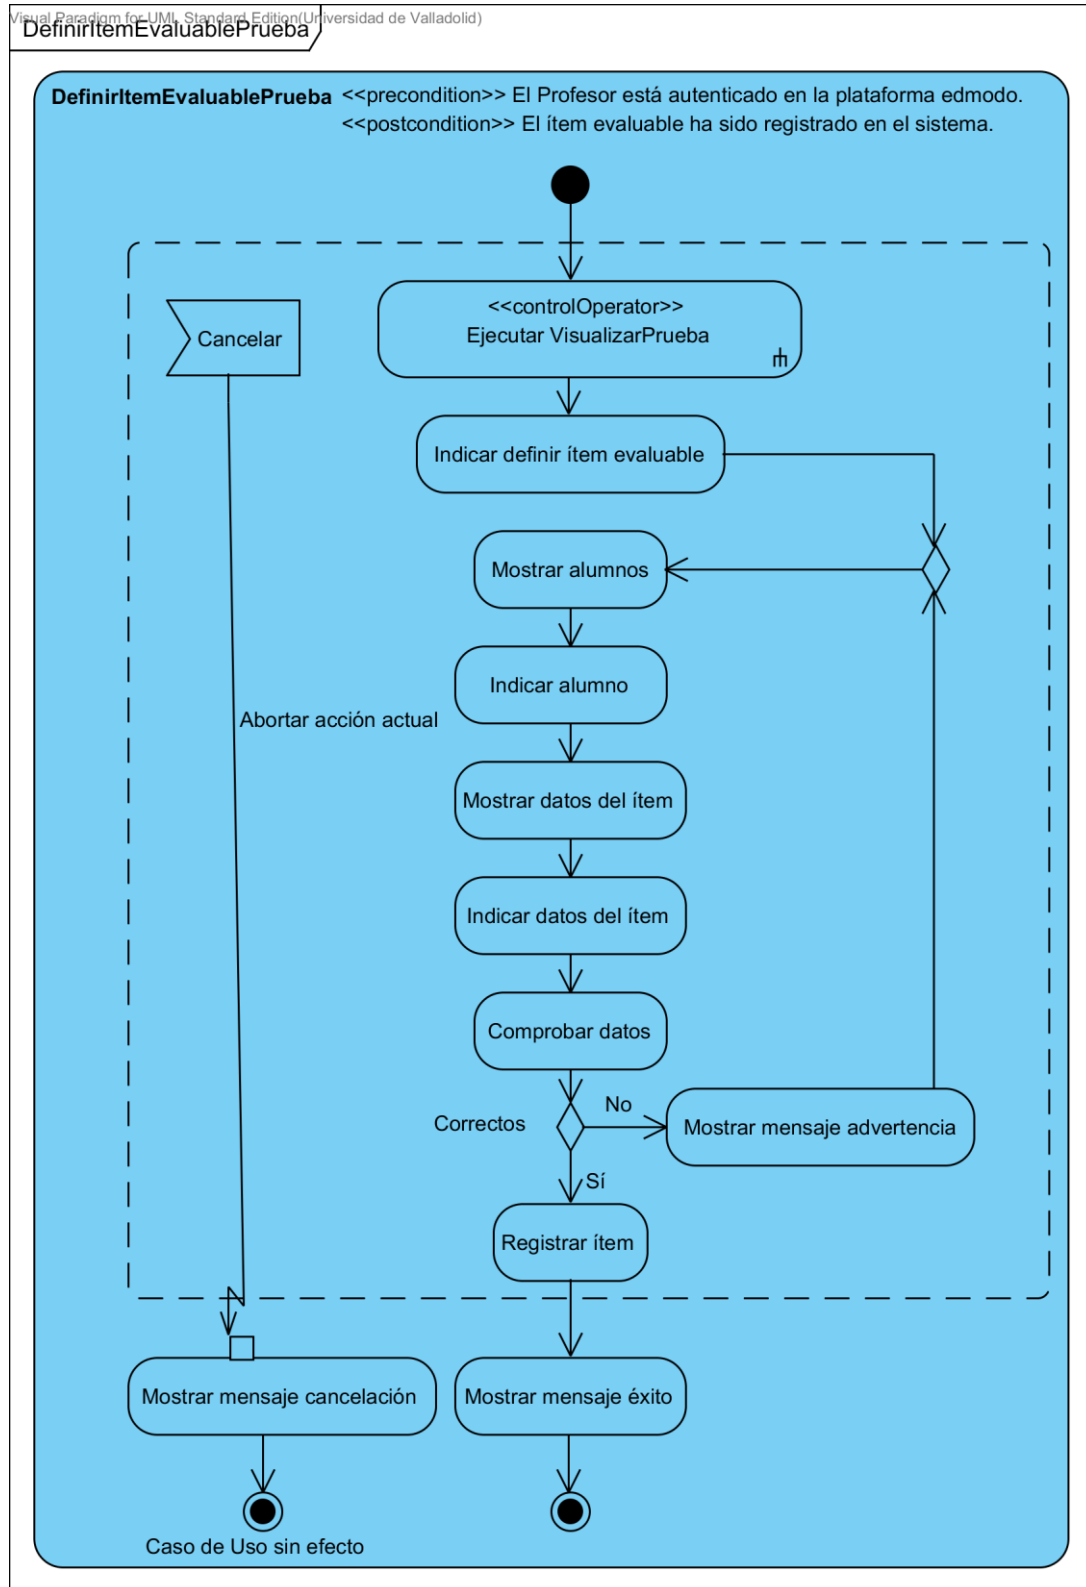 Visual Paradigm for UML Standard Edition(Universidad de Valladolid)
DefinirItemEvaluablePrueba
DefinirItemEvaluablePrueba <<precondition>> El Profesor está autenticado en la plataforma edmodo.
<<postcondition>> El ítem evaluable ha sido registrado en el sistema.
<<controlOperator>>
Ejecutar VisualizarPrueba
Cancelar
Indicar definir ítem evaluable
Mostrar alumnos
Indicar alumno
Abortar acción actual
Mostrar datos del ítem
Indicar datos del ítem
Comprobar datos
Correctos
No
Mostrar mensaje advertencia
Sí
Registrar ítem
Mostrar mensaje cancelación
Mostrar mensaje éxito
Caso de Uso sin efecto